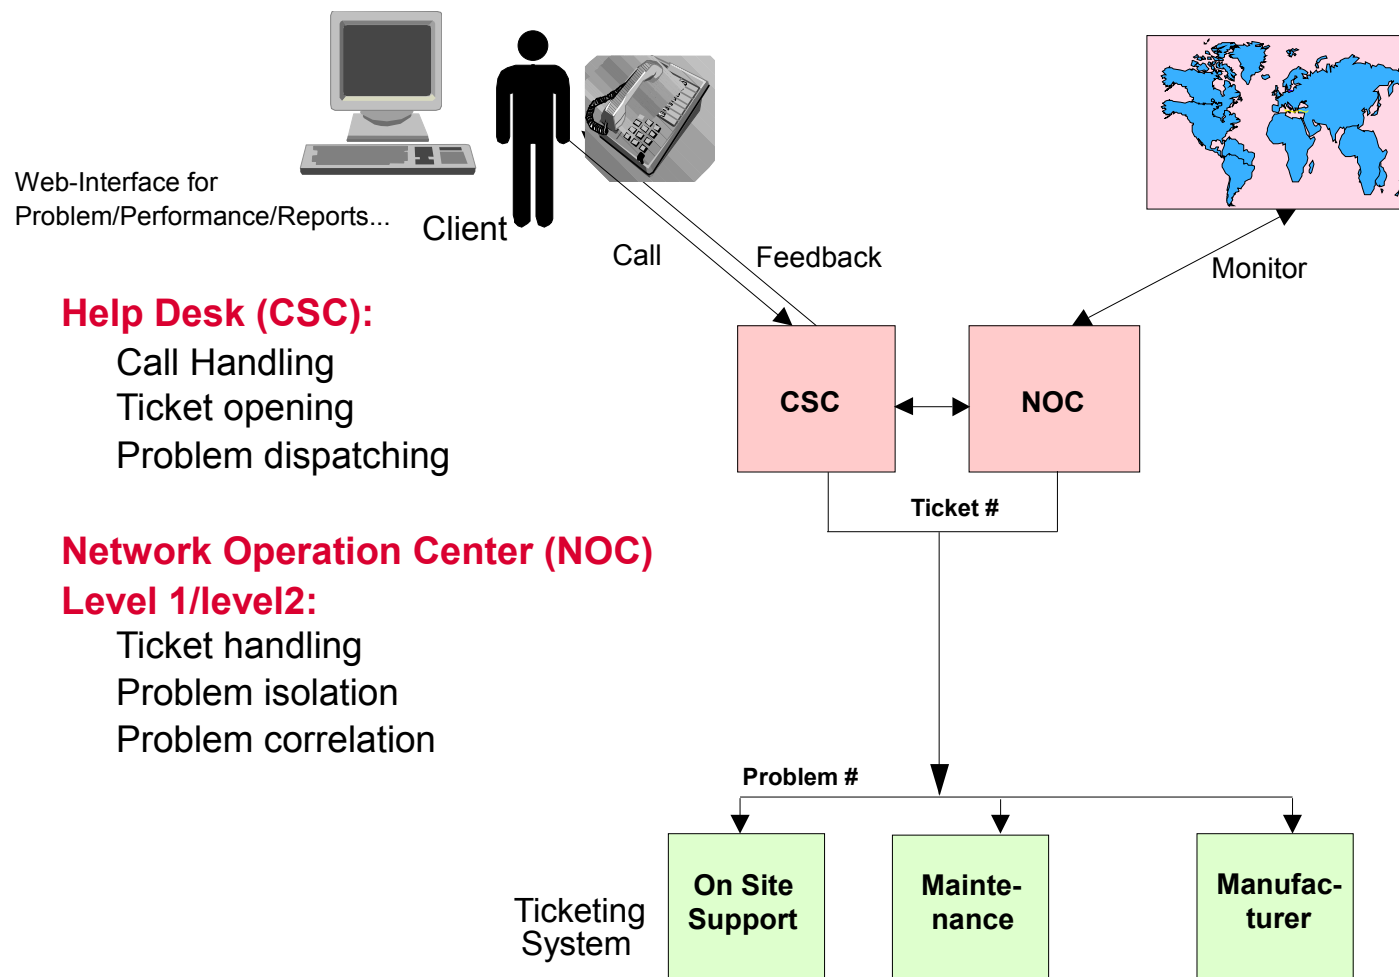 Web-Interface for
Problem/Performance/Reports...
Client
Call
Feedback
Monitor
Help Desk (CSC):
Call Handling
Ticket opening
Problem dispatching
CSC
NOC
Ticket #
Network Operation Center (NOC)
Level 1/level2:
Ticket handling
Problem isolation
Problem correlation
Problem #
Ticketing
System
On Site
Support
Mainte-
nance
Manufac-
turer